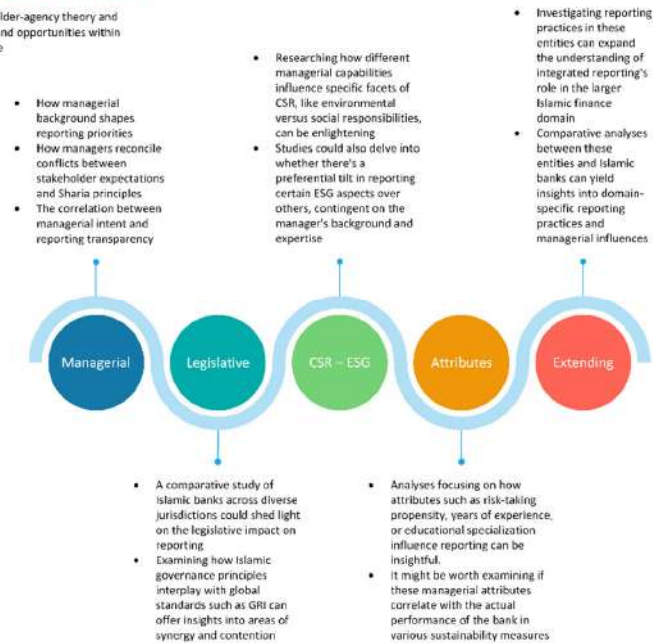 lder-agency theory and
nd opportunities within
e
• How managerial
background shapes
reporting priorities
• How managers reconcile
conflicts between
stakeholder expectations
and Sharia principles
• The correlation between
managerial intent and
reporting transparency
• Researching how different
managerial capabilities
influence specific facets of
CSR, like environmental
versus social responsibilities,
can be enlightening
• Studies could also delve into
whether there's a
preferential tilt in reporting
certain ESG aspects over
others, contingent on the
manager's background and
expertise
• Investigating reporting
practices in these
entities can expand
the understanding of
integrated reporting's
role in the larger
Islamic finance
domain
• Comparative analyses
between these
entities and Islamic
banks can yield
insights into domain-
specific reporting
practices and
managerial influences
Managerial
Legislative
CSR – ESG
Attributes
Extending
• A comparative study of
Islamic banks across diverse
jurisdictions could shed light
on the legislative impact on
reporting
• Examining how Islamic
governance principles
interplay with global
standards such as GRI can
offer insights into areas of
synergy and contention
• Analyses focusing on how
attributes such as risk-taking
propensity, years of experience,
or educational specialization
influence reporting can be
insightful.
• It might be worth examining if
these managerial attributes
correlate with the actual
performance of the bank in
various sustainability measures